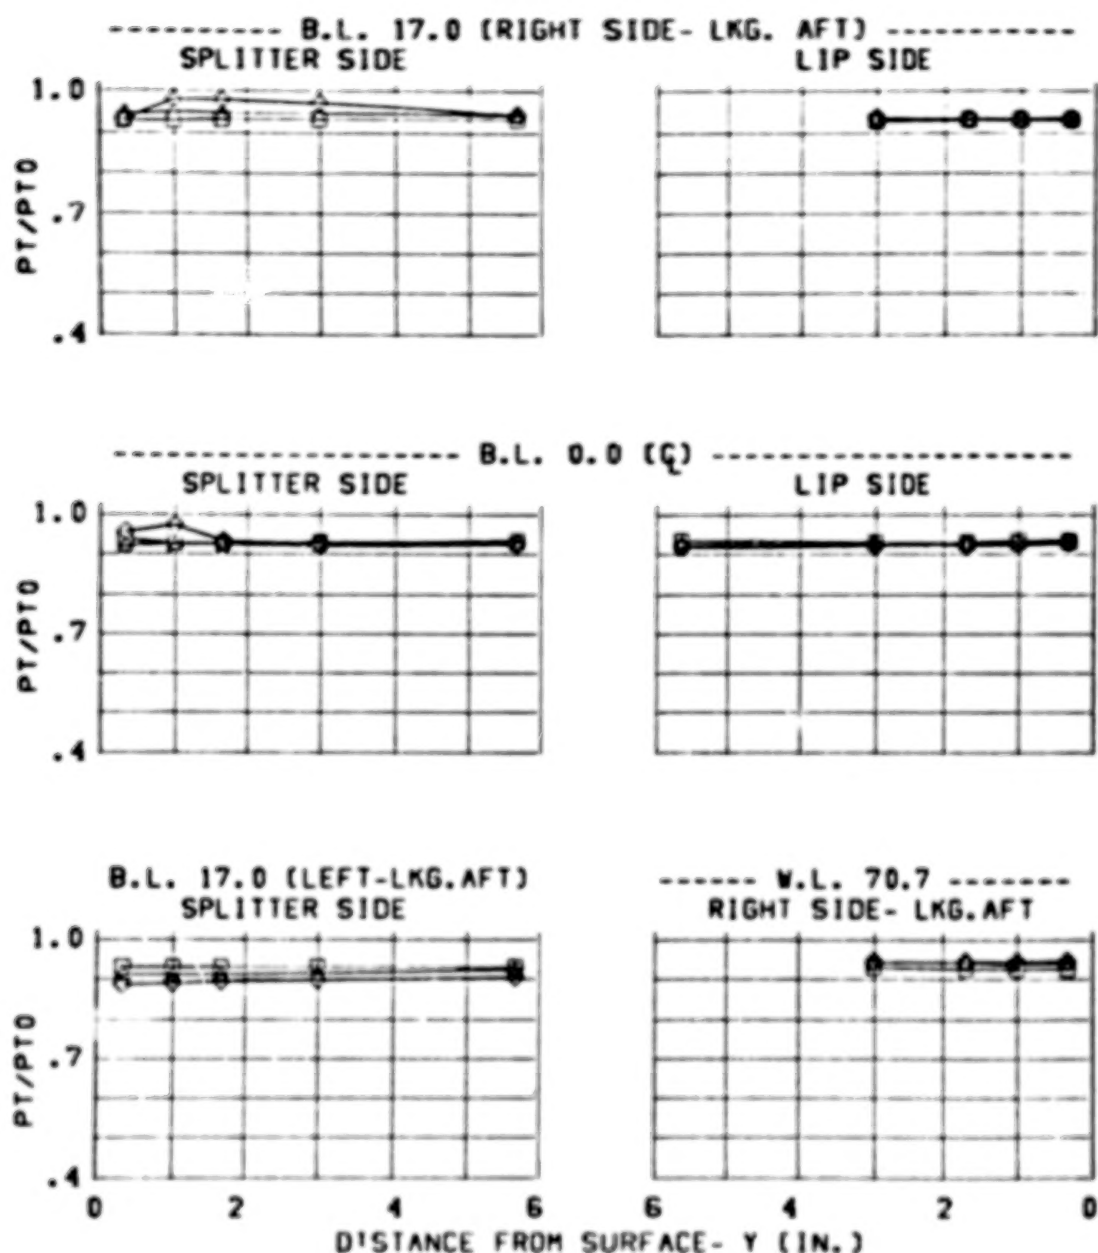 ---------- B.L. 17.0 (RIGHT SIDE- LKG. AFT) ----------
SPLITTER SIDE
LIP SIDE
1.0
.7
.4
PT/PTO
------------------- B.L. 0.0 (℄) -------------------
SPLITTER SIDE
LIP SIDE
1.0
.7
.4
PT/PTO
B.L. 17.0 (LEFT-LKG.AFT)
SPLITTER SIDE
------ W.L. 70.7 -------
RIGHT SIDE- LKG.AFT
1.0
.7
.4
PT/PTO
0 2 4 6
6 4 2 0
DISTANCE FROM SURFACE- Y (IN.)